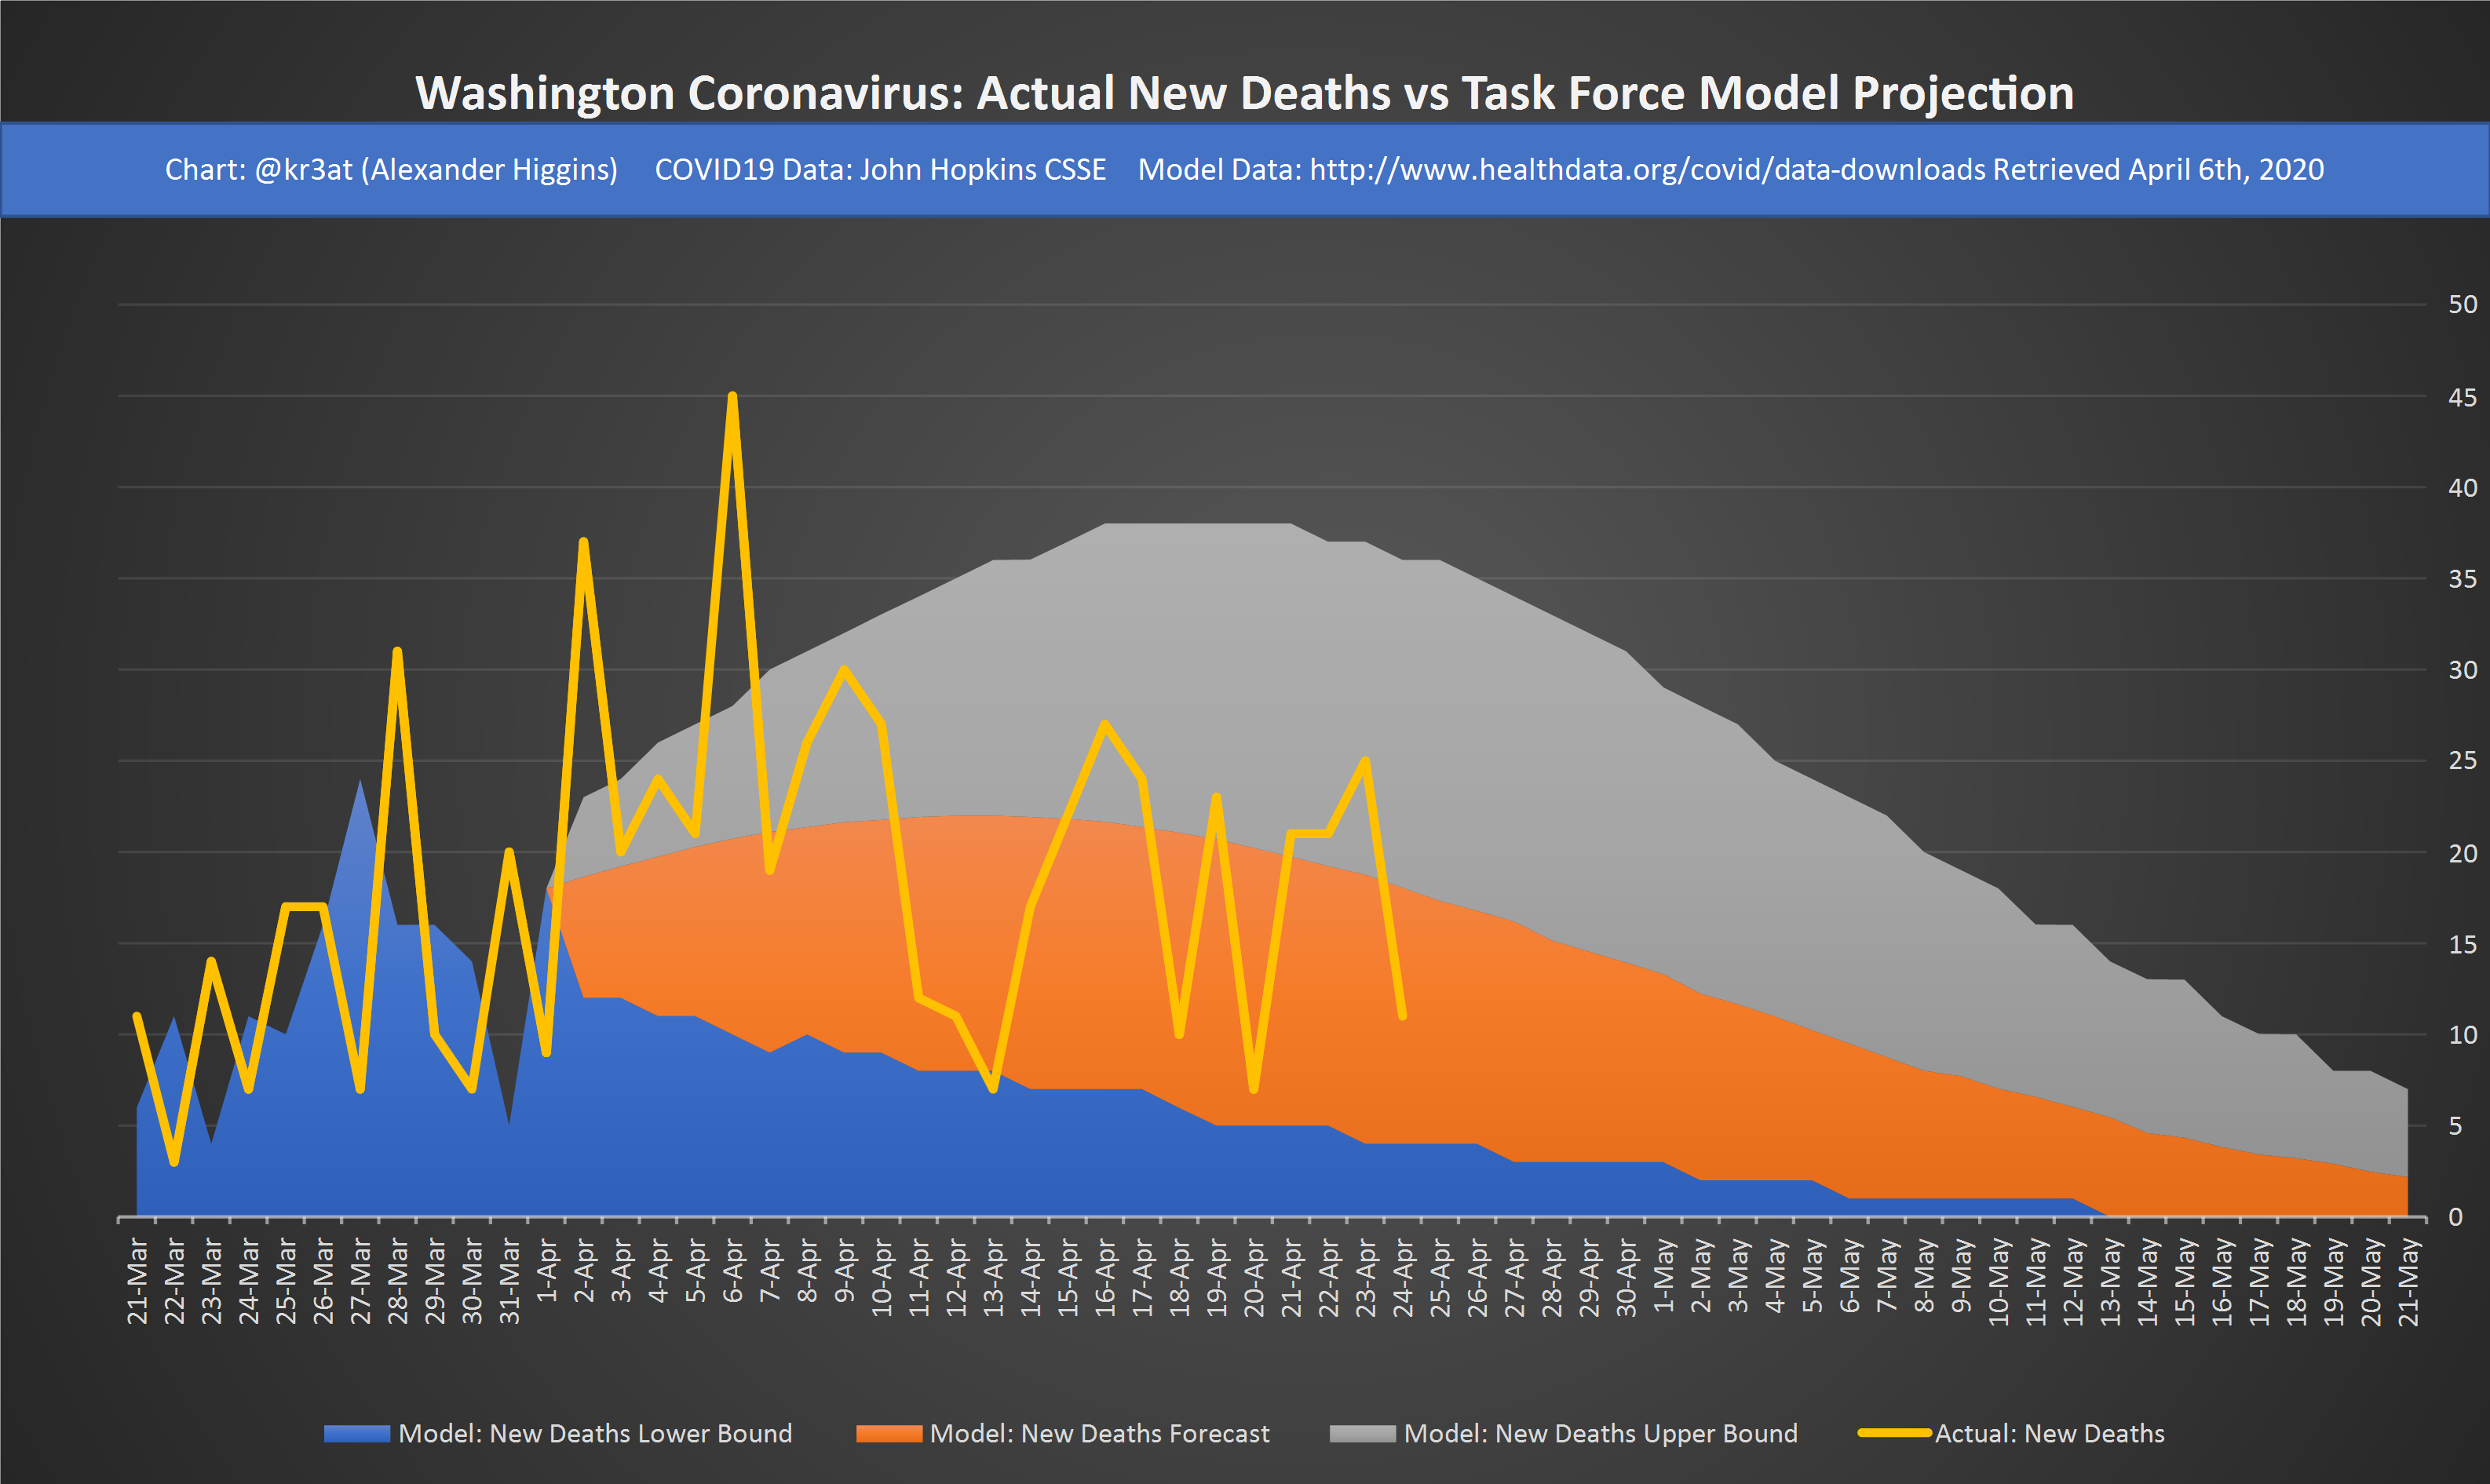 Washington Coronavirus: Actual New Deaths vs Task Force Model Projection
Chart: @kr3at (Alexander Higgins) COVID19 Data: John Hopkins CSSE Model Data: http://www.healthdata.org/covid/data-downloads Retrieved April 6th, 2020
50
45
40
35
30
25
20
15
10
5
0
21-Mar
22-Mar
23-Mar
24-Mar
25-Mar
26-Mar
27-Mar
28-Mar
29-Mar
30-Mar
31-Mar
1-Apr
2-Apr
3-Apr
4-Apr
5-Apr
6-Apr
7-Apr
8-Apr
9-Apr
10-Apr
11-Apr
12-Apr
13-Apr
14-Apr
15-Apr
16-Apr
17-Apr
18-Apr
19-Apr
20-Apr
21-Apr
22-Apr
23-Apr
24-Apr
25-Apr
26-Apr
27-Apr
28-Apr
29-Apr
30-Apr
1-May
2-May
3-May
4-May
5-May
6-May
7-May
8-May
9-May
10-May
11-May
12-May
13-May
14-May
15-May
16-May
17-May
18-May
19-May
20-May
21-May
Model: New Deaths Lower Bound
Model: New Deaths Forecast
Model: New Deaths Upper Bound
Actual: New Deaths